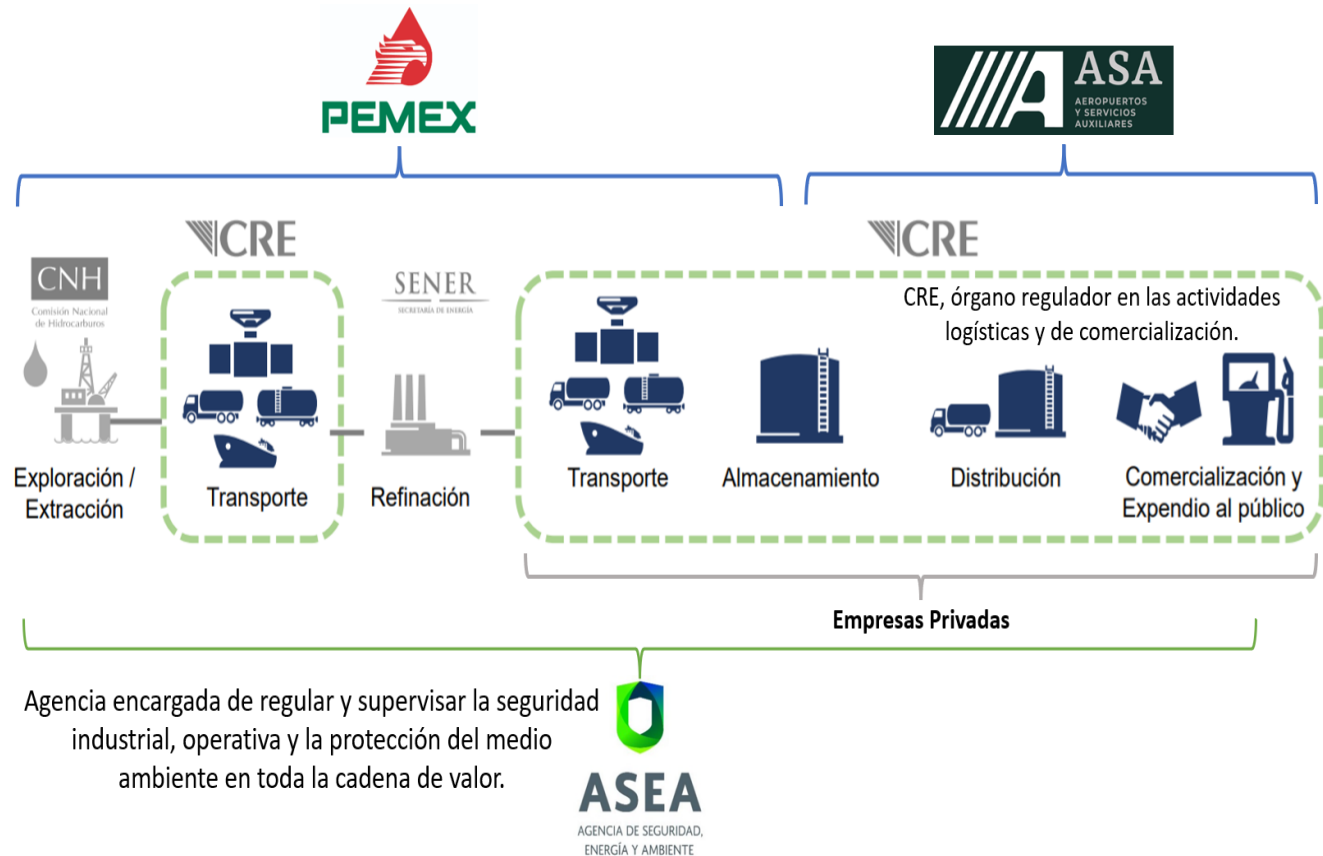 PEMEX
ASA
AEROPUERTOS
Y SERVICIOS
AUXILIARES
CRE
CRE
CNH
Comisión Nacional
de Hidrocarburos
SENER
SECRETARÍA DE ENERGÍA
CRE, órgano regulador en las actividades
logísticas y de comercialización.
Exploración /
Extracción
Transporte
Refinación
Transporte
Almacenamiento
Distribución
Comercialización y
Expendio al público
Empresas Privadas
Agencia encargada de regular y supervisar la seguridad
industrial, operativa y la protección del medio
ambiente en toda la cadena de valor.
ASEA
AGENCIA DE SEGURIDAD,
ENERGÍA Y AMBIENTE